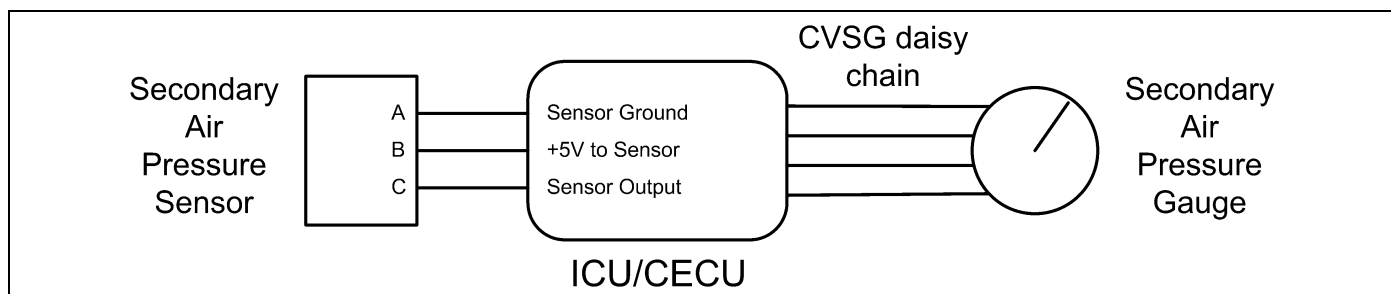 CVSG daisy
chain
Secondary
Air
Pressure
Sensor
A
B
C
Sensor Ground
+5V to Sensor
Sensor Output
Secondary
Air
Pressure
Gauge
ICU/CECU